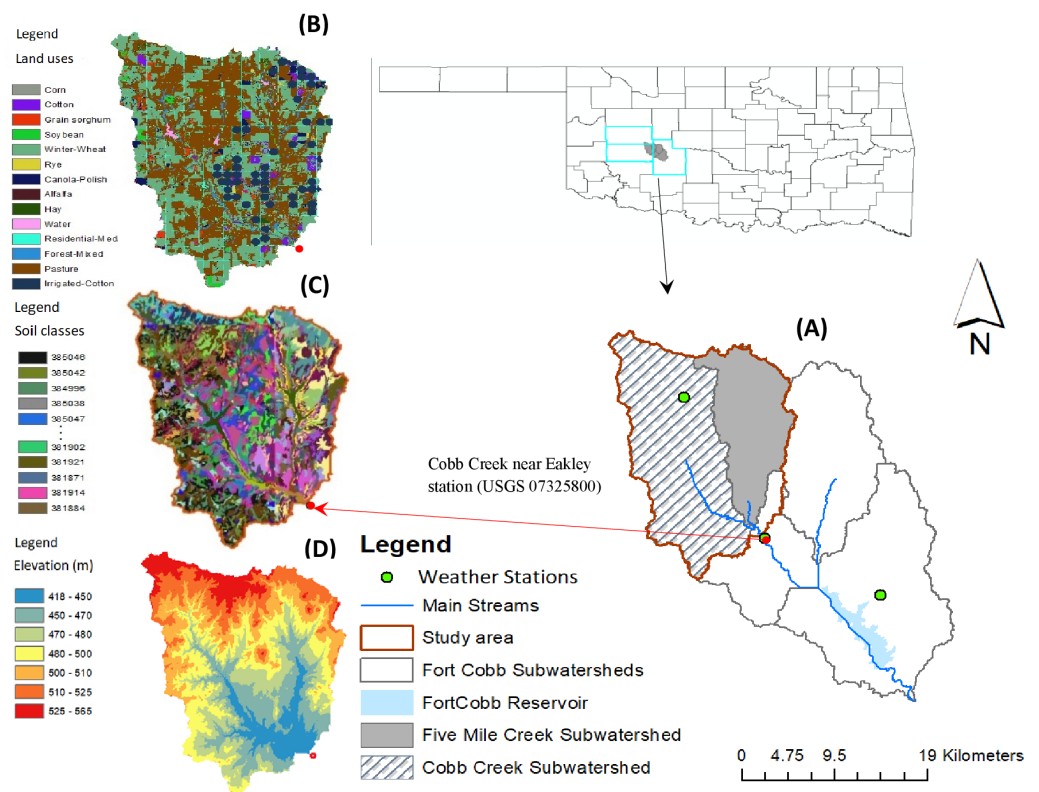 (B)
Legend
Land uses
Corn
Cotton
Grain sorghum
Soybean
Winter-Wheat
Rye
Canola-Polish
Alfalfa
Hay
Water
Residential-Med
Forest-Mixed
Pasture
Irrigated-Cotton
(C)
Legend
Soil classes
385046
385042
384996
385038
385047
381902
381921
381871
381914
381884
(D)
Legend
Elevation (m)
418 - 450
450 - 470
470 - 480
480 - 500
500 - 510
510 - 525
525 - 565
(A)
N
Cobb Creek near Eakley
station (USGS 07325800)
Legend
Weather Stations
Main Streams
Study area
Fort Cobb Subwatersheds
FortCobb Reservoir
Five Mile Creek Subwatershed
Cobb Creek Subwatershed
0 4.75 9.5 19 Kilometers